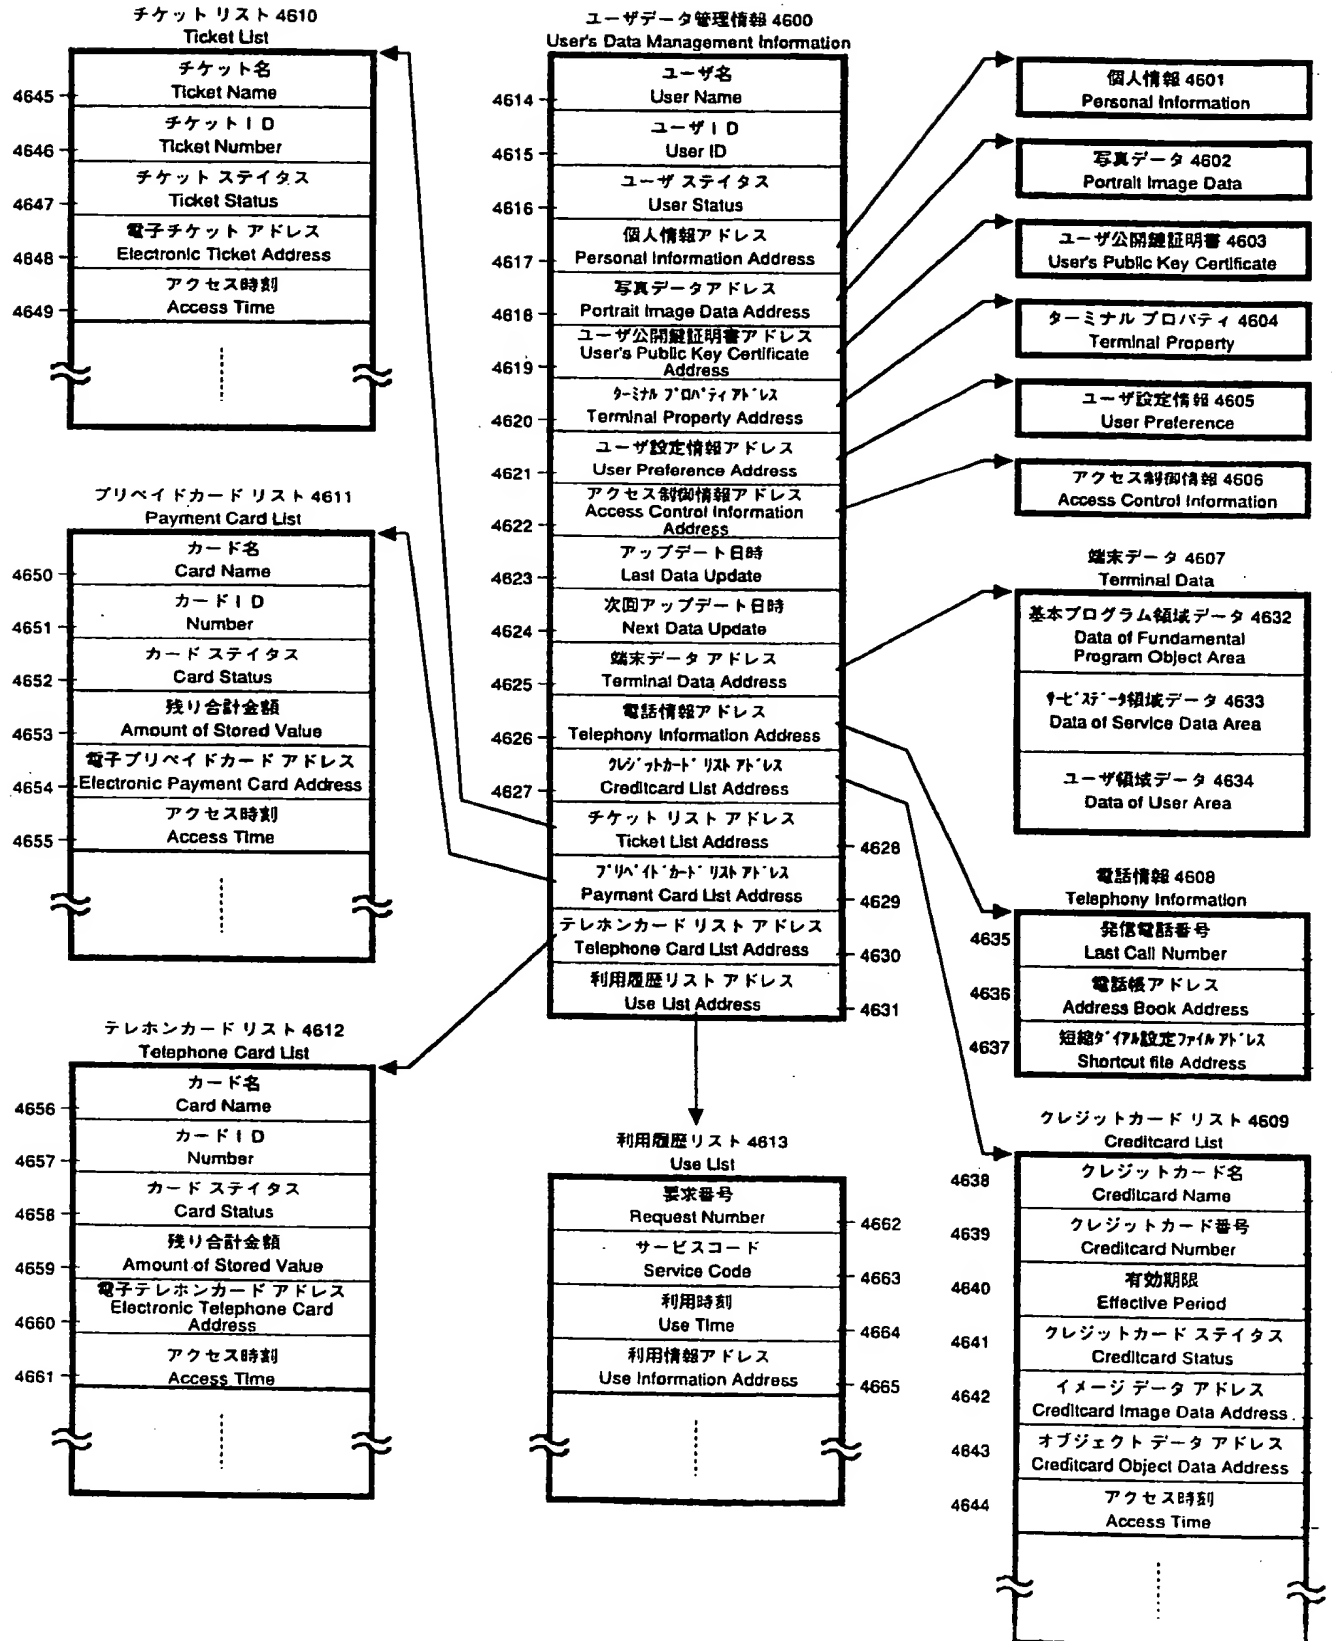 チケット リスト 4610
Ticket List
チケット名
Ticket Name
4645
チケットID
Ticket Number
4646
チケット ステイタス
Ticket Status
4647
電子チケット アドレス
Electronic Ticket Address
4648
アクセス時刻
Access Time
4649
プリペイドカード リスト 4611
Payment Card List
カード名
Card Name
4650
カードID
Number
4651
カード ステイタス
Card Status
4652
残り合計金額
Amount of Stored Value
4653
電子プリペイドカード アドレス
Electronic Payment Card Address
4654
アクセス時刻
Access Time
4655
テレホンカード リスト 4612
Telephone Card List
カード名
Card Name
4656
カードID
Number
4657
カード ステイタス
Card Status
4658
残り合計金額
Amount of Stored Value
4659
電子テレホンカード アドレス
Electronic Telephone Card
Address
4660
アクセス時刻
Access Time
4661
ユーザデータ管理情報 4600
User's Data Management Information
ユーザ名
User Name
4614
ユーザID
User ID
4615
ユーザ ステイタス
User Status
4616
個人情報アドレス
Personal Information Address
4617
写真データアドレス
Portrait Image Data Address
4618
ユーザ公開鍵証明書アドレス
User's Public Key Certificate
Address
4619
ターミナル プロパティ アドレス
Terminal Property Address
4620
ユーザ設定情報アドレス
User Preference Address
4621
アクセス制御情報アドレス
Access Control Information
Address
4622
アップデート日時
Last Data Update
4623
次回アップデート日時
Next Data Update
4624
端末データ アドレス
Terminal Data Address
4625
電話情報アドレス
Telephony Information Address
4626
クレジットカード リスト アドレス
Creditcard List Address
4627
チケット リスト アドレス
Ticket List Address
4628
プリペイド カード リスト アドレス
Payment Card List Address
4629
テレホンカード リスト アドレス
Telephone Card List Address
4630
利用履歴リスト アドレス
Use List Address
4631
利用履歴リスト 4613
Use List
要求番号
Request Number
4662
サービスコード
Service Code
4663
利用時刻
Use Time
4664
利用情報アドレス
Use Information Address
4665
個人情報 4601
Personal Information
写真データ 4602
Portrait Image Data
ユーザ公開鍵証明書 4603
User's Public Key Certificate
ターミナル プロパティ 4604
Terminal Property
ユーザ設定情報 4605
User Preference
アクセス制御情報 4606
Access Control Information
端末データ 4607
Terminal Data
基本プログラム領域データ 4632
Data of Fundamental
Program Object Area
サービスデータ領域データ 4633
Data of Service Data Area
ユーザ領域データ 4634
Data of User Area
電話情報 4608
Telephony Information
4635
発信電話番号
Last Call Number
4636
電話帳アドレス
Address Book Address
4637
短縮ダイアル設定ファイル アドレス
Shortcut file Address
クレジットカード リスト 4609
Creditcard List
4638
クレジットカード名
Creditcard Name
4639
クレジットカード番号
Creditcard Number
4640
有効期限
Effective Period
4641
クレジットカード ステイタス
Creditcard Status
4642
イメージ データ アドレス
Creditcard Image Data Address
4643
オブジェクト データ アドレス
Creditcard Object Data Address
4644
アクセス時刻
Access Time